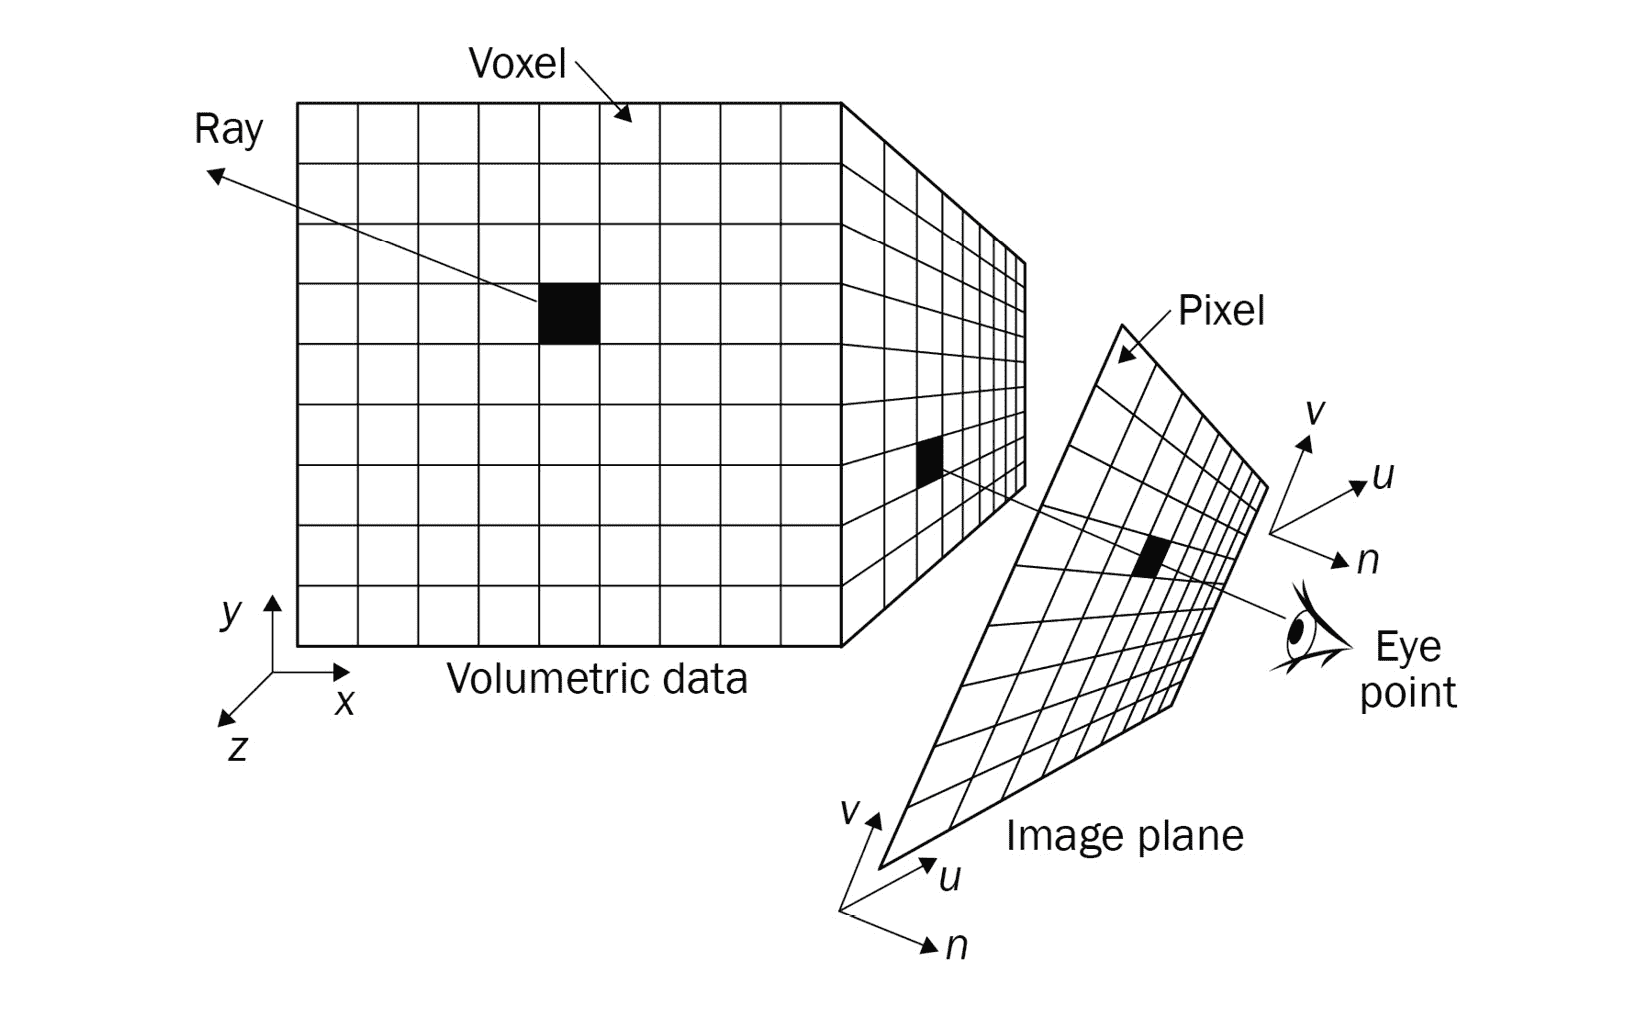 Voxel
Ray
Pixel
v
u
n
y
x
z
Volumetric data
Eye
point
v
u
n
Image plane